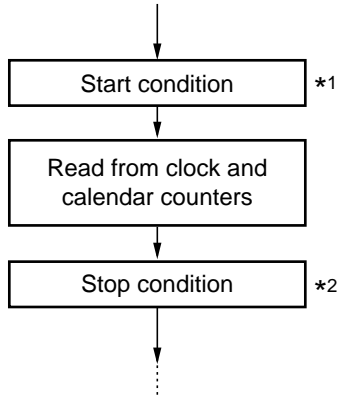 Start condition *1
Read from clock and
calendar counters
Stop condition *2